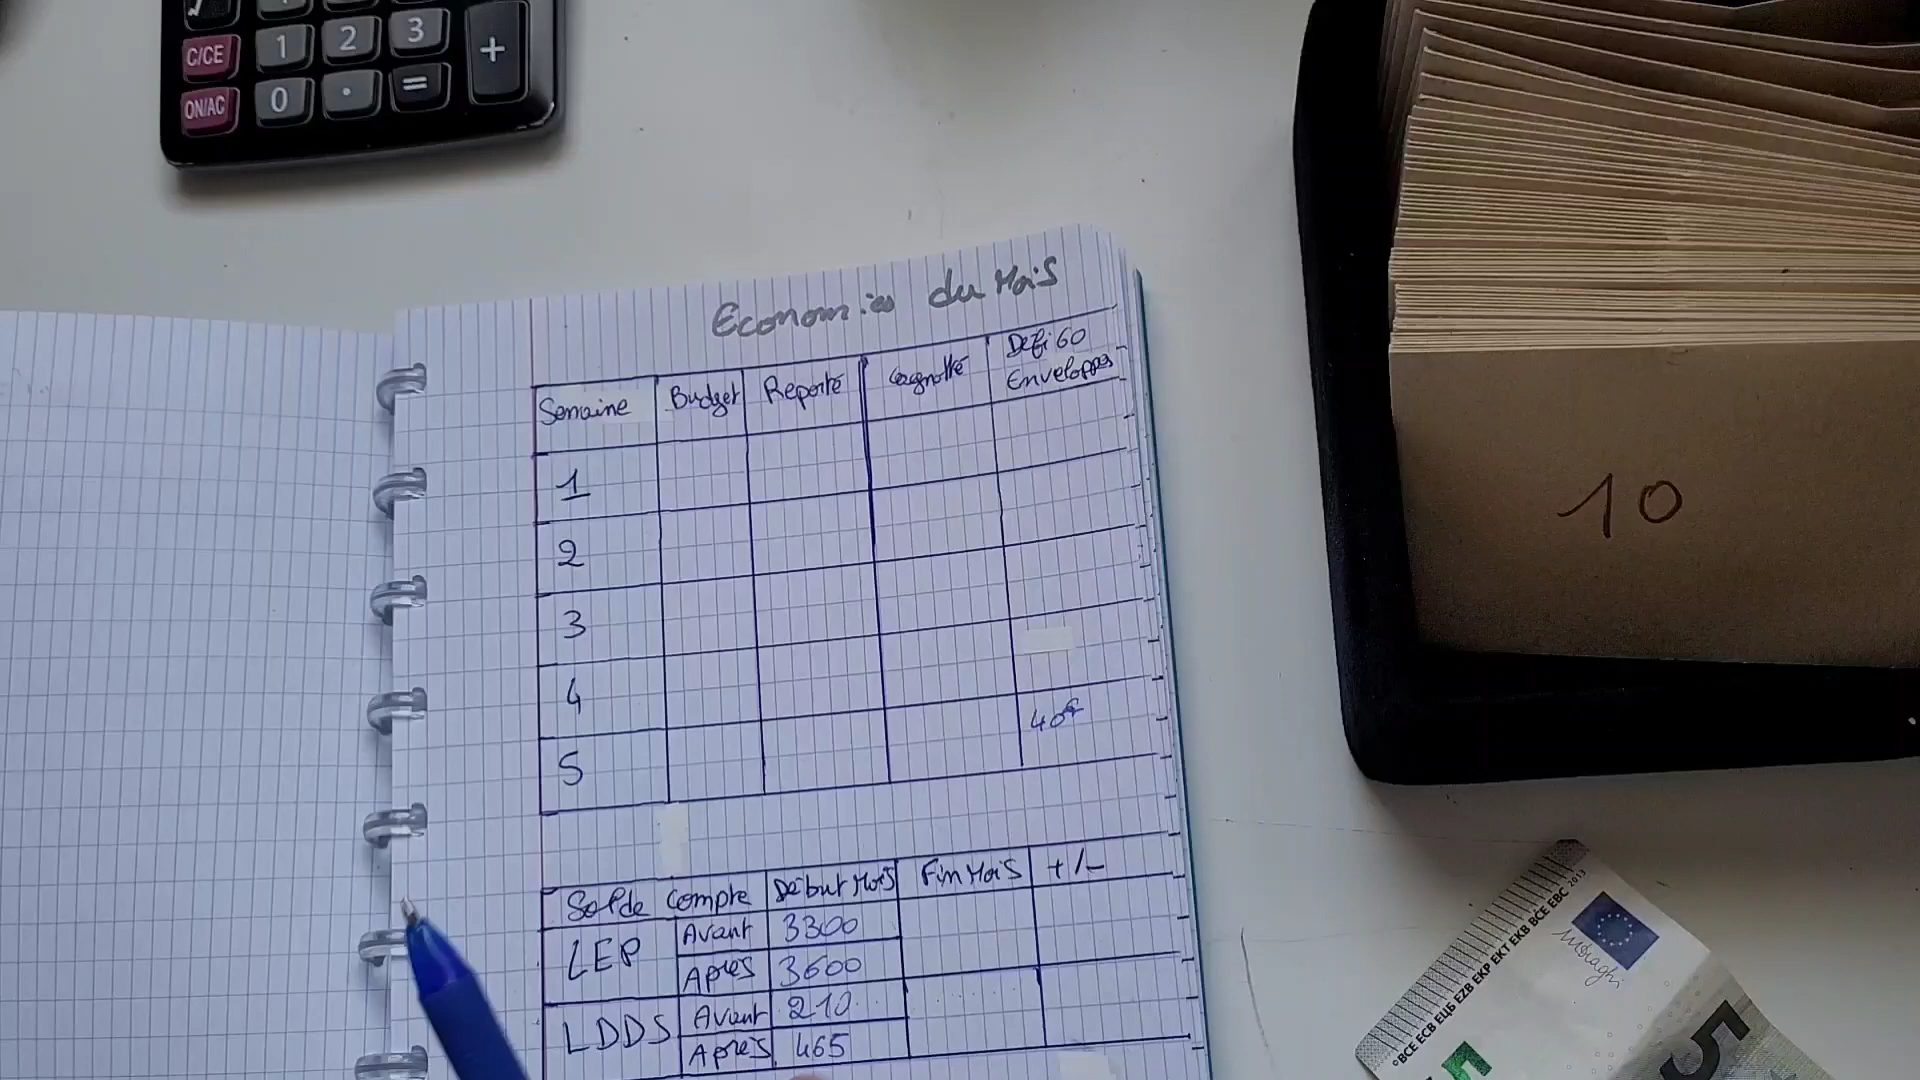 C/CE 1 2 3 +
ON/AC 0 . =
Economies du Mois
Semaine Budget Reporté Cagnotte Défi 60 Enveloppes
1
2
3
4
40€
5
Solde Compte Début Mois Fin Mois +/-
LEP Avant 3300
Après 3600
LDDS Avant 210
Après 465
10
©BCE ECB ЕЦБ EZB EKP EKT EKB BĊE EBC 2013
5
5